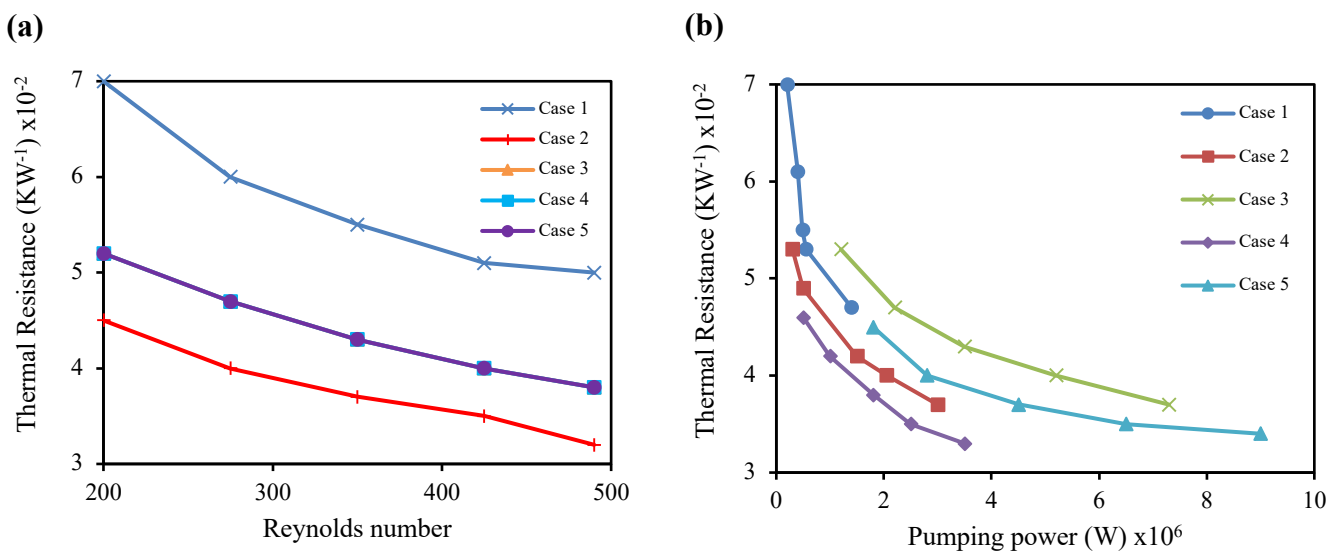 (a)
Thermal Resistance (KW⁻¹) x10⁻²
7
6
5
4
3
200
300
400
500
Reynolds number
Case 1
Case 2
Case 3
Case 4
Case 5
(b)
Thermal Resistance (KW⁻¹) x10⁻²
7
6
5
4
3
0
2
4
6
8
10
Pumping power (W) x10⁶
Case 1
Case 2
Case 3
Case 4
Case 5